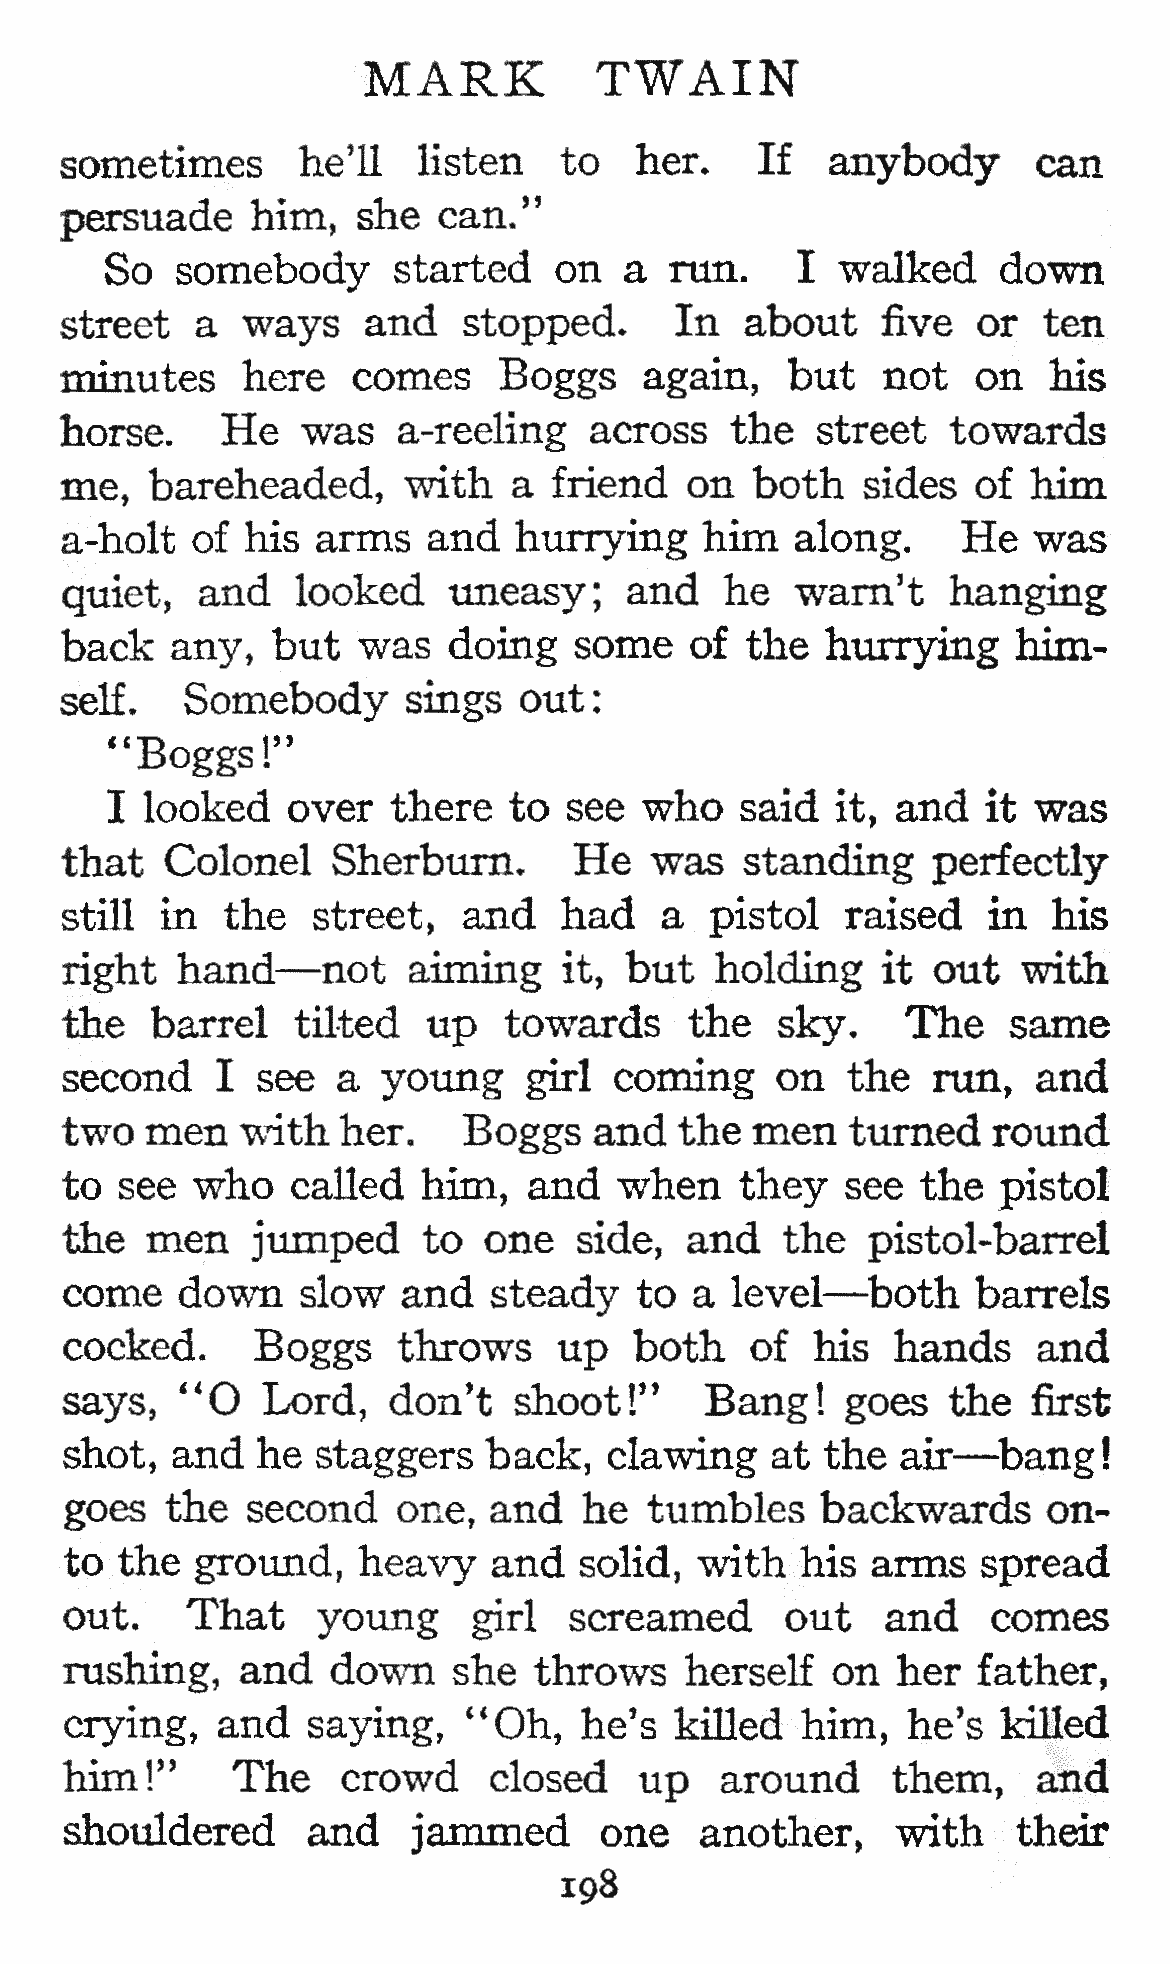 MARK TWAIN
sometimes he'll listen to her. If anybody can
persuade him, she can."
So somebody started on a run. I walked down
street a ways and stopped. In about five or ten
minutes here comes Boggs again, but not on his
horse. He was a-reeling across the street towards
me, bareheaded, with a friend on both sides of him
a-holt of his arms and hurrying him along. He was
quiet, and looked uneasy; and he warn't hanging
back any, but was doing some of the hurrying him-
self. Somebody sings out:
"Boggs!"
I looked over there to see who said it, and it was
that Colonel Sherburn. He was standing perfectly
still in the street, and had a pistol raised in his
right hand—not aiming it, but holding it out with
the barrel tilted up towards the sky. The same
second I see a young girl coming on the run, and
two men with her. Boggs and the men turned round
to see who called him, and when they see the pistol
the men jumped to one side, and the pistol-barrel
come down slow and steady to a level—both barrels
cocked. Boggs throws up both of his hands and
says, "O Lord, don't shoot!" Bang! goes the first
shot, and he staggers back, clawing at the air—bang!
goes the second one, and he tumbles backwards on-
to the ground, heavy and solid, with his arms spread
out. That young girl screamed out and comes
rushing, and down she throws herself on her father,
crying, and saying, "Oh, he's killed him, he's killed
him!" The crowd closed up around them, and
shouldered and jammed one another, with their
198